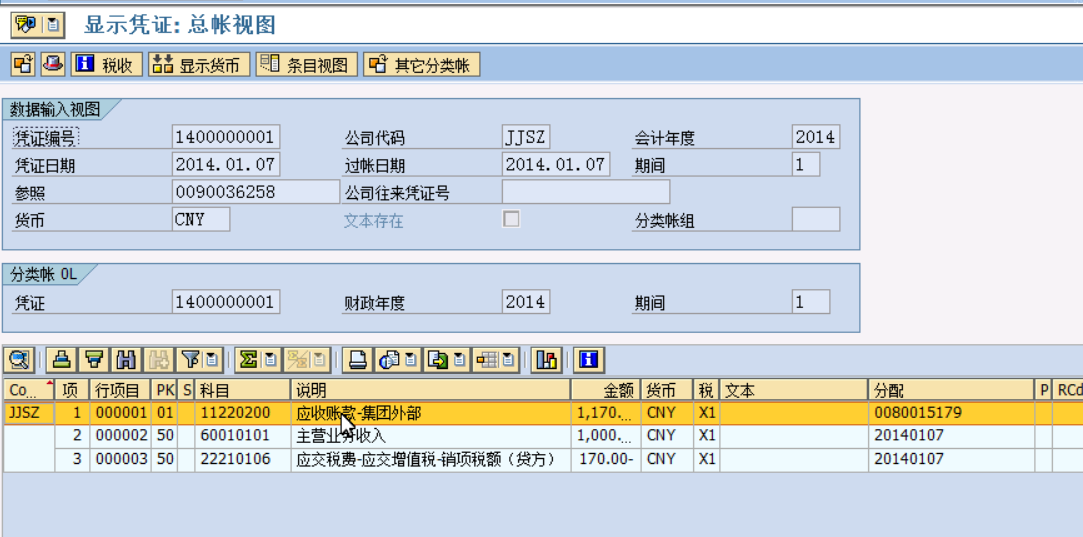 显示凭证: 总帐视图
税收 显示货币 条目视图 其它分类帐
数据输入视图
凭证编号 1400000001 公司代码 JJSZ 会计年度 2014
凭证日期 2014.01.07 过帐日期 2014.01.07 期间 1
参照 0090036258 公司往来凭证号
货币 CNY 文本存在 分类帐组
分类帐 0L
凭证 1400000001 财政年度 2014 期间 1
Co... 项 行项目 PK S 科目 说明 金额 货币 税 文本 分配 P RCd
JJSZ 1 000001 01 11220200 应收账款-集团外部 1,170.... CNY X1 0080015179
2 000002 50 60010101 主营业务收入 1,000.... CNY X1 20140107
3 000003 50 22210106 应交税费-应交增值税-销项税额（贷方） 170.00- CNY X1 20140107